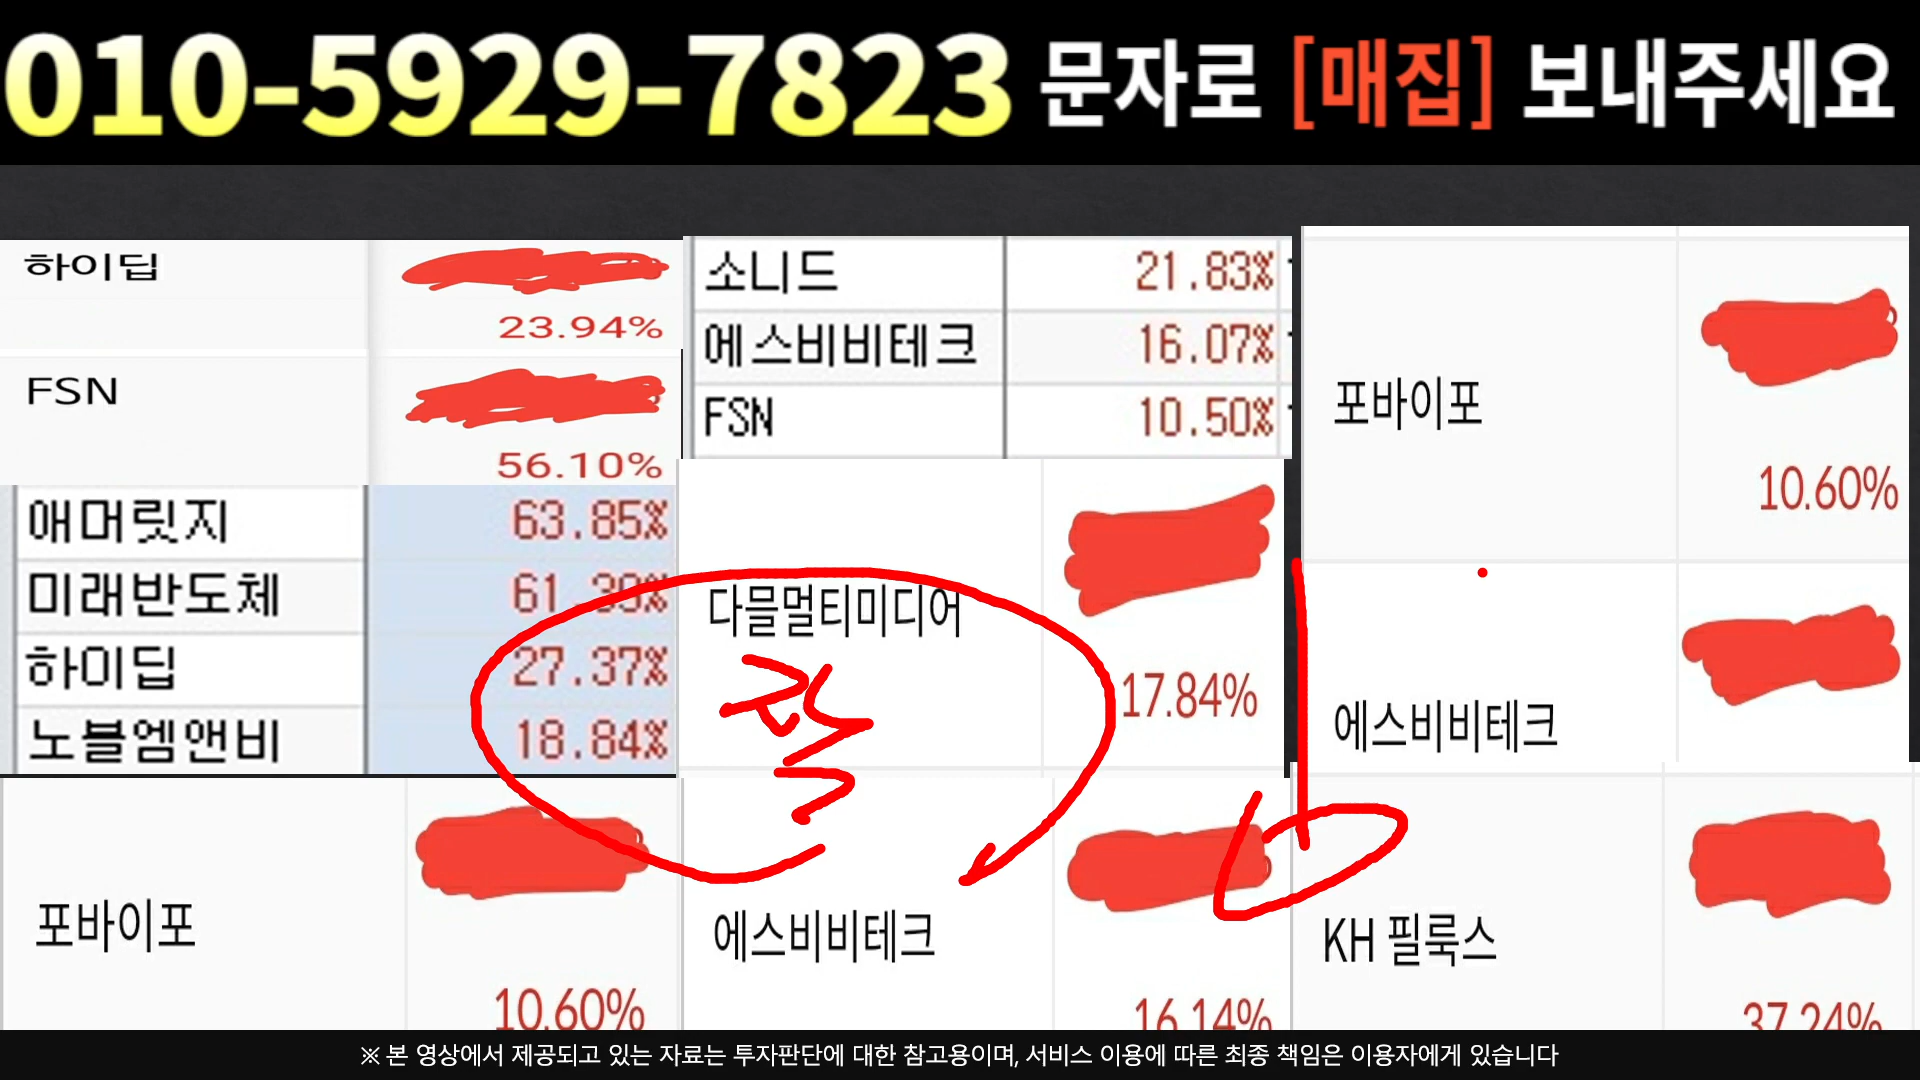 010-5929-7823 문자로 [매집] 보내주세요
하이딥
23.94%
FSN
56.10%
애머릿지 63.85%
미래반도체 61.39%
하이딥 27.37%
노블엠앤비 18.84%
소니드 21.83%
에스비비테크 16.07%
FSN 10.50%
다믈멀티미디어
17.84%
포바이포
10.60%
에스비비테크
포바이포
10.60%
에스비비테크
16.14%
KH 필룩스
37.24%
※ 본 영상에서 제공되고 있는 자료는 투자판단에 대한 참고용이며, 서비스 이용에 따른 최종 책임은 이용자에게 있습니다